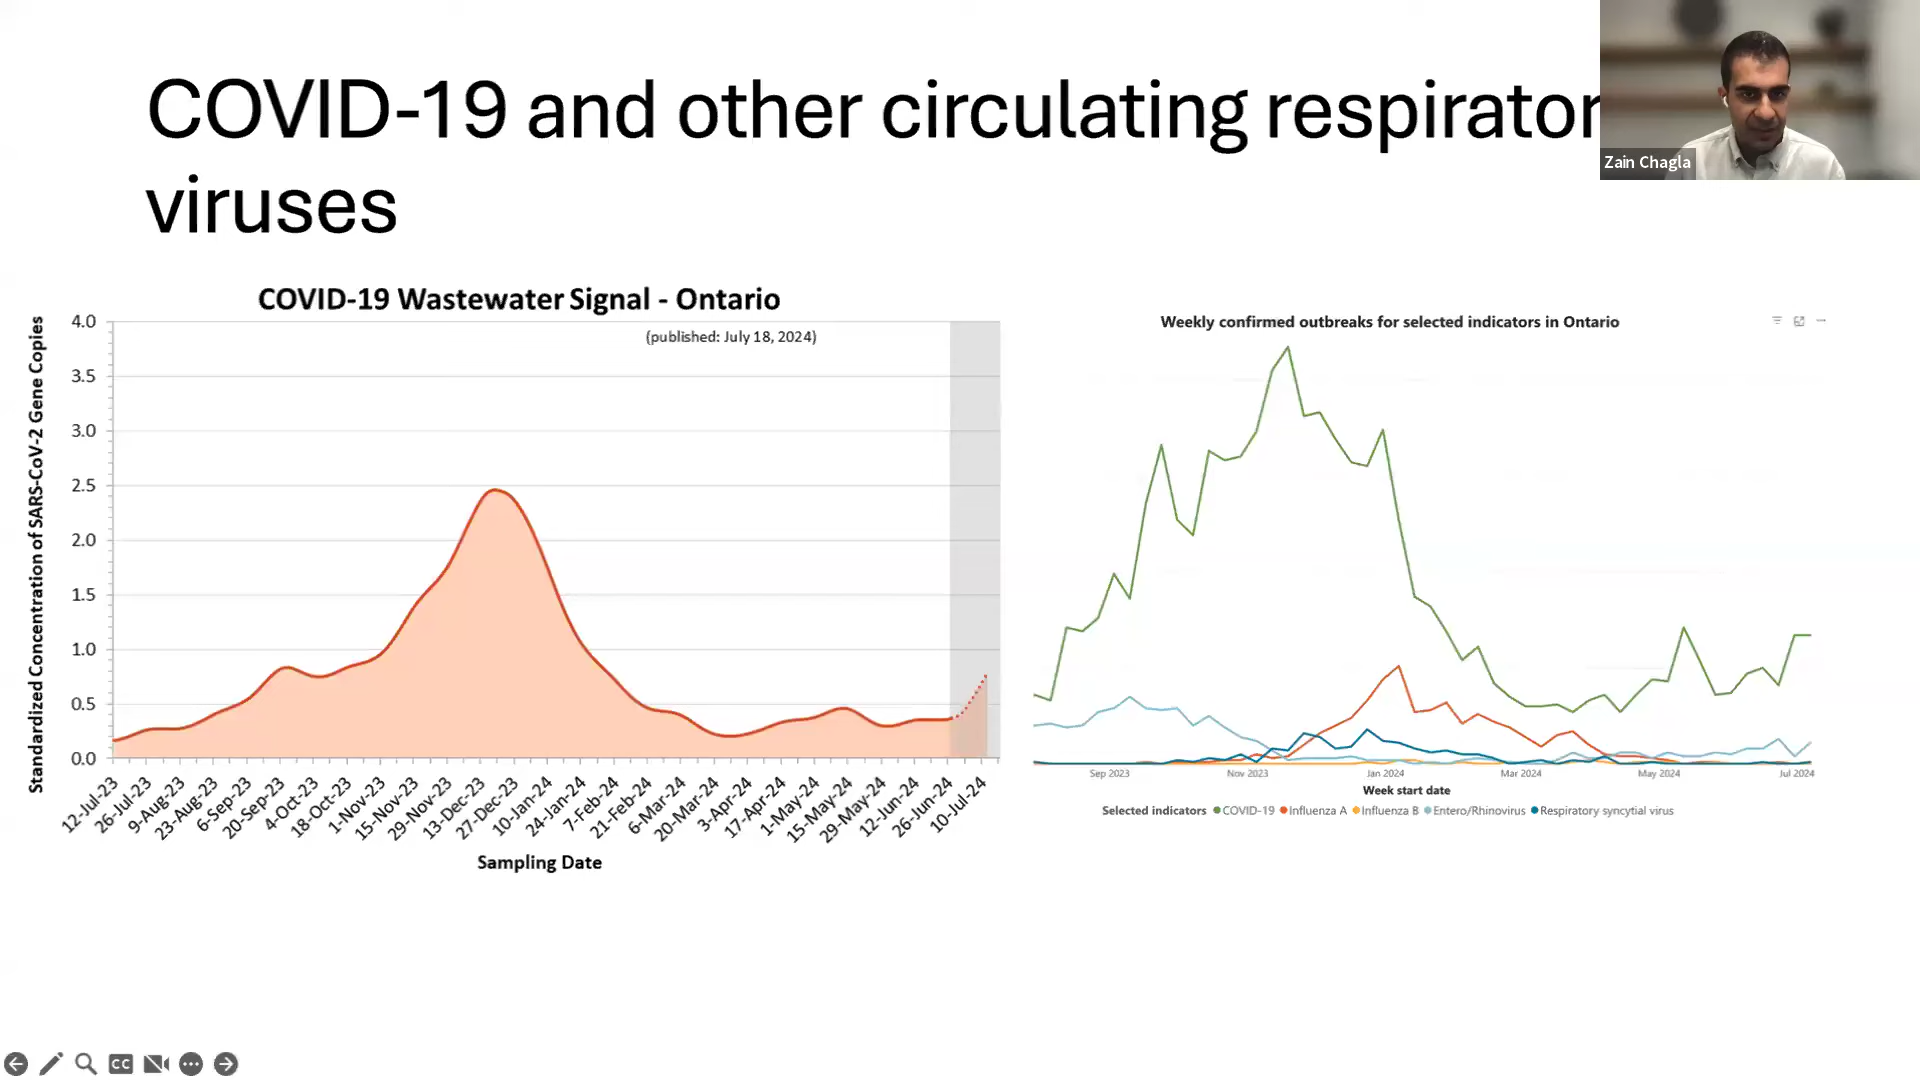 COVID-19 and other circulating respirator
viruses
Zain Chagla
COVID-19 Wastewater Signal - Ontario
(published: July 18, 2024)
Standardized Concentration of SARS-CoV-2 Gene Copies
4.0
3.5
3.0
2.5
2.0
1.5
1.0
0.5
0.0
12-Jul-23
26-Jul-23
9-Aug-23
23-Aug-23
6-Sep-23
20-Sep-23
4-Oct-23
18-Oct-23
1-Nov-23
15-Nov-23
29-Nov-23
13-Dec-23
27-Dec-23
10-Jan-24
24-Jan-24
7-Feb-24
21-Feb-24
6-Mar-24
20-Mar-24
3-Apr-24
17-Apr-24
1-May-24
15-May-24
29-May-24
12-Jun-24
26-Jun-24
10-Jul-24
Sampling Date
Weekly confirmed outbreaks for selected indicators in Ontario
Sep 2023 Nov 2023 Jan 2024 Mar 2024 May 2024 Jul 2024
Week start date
Selected indicators COVID-19 Influenza A Influenza B Entero/Rhinovirus Respiratory syncytial virus
CC